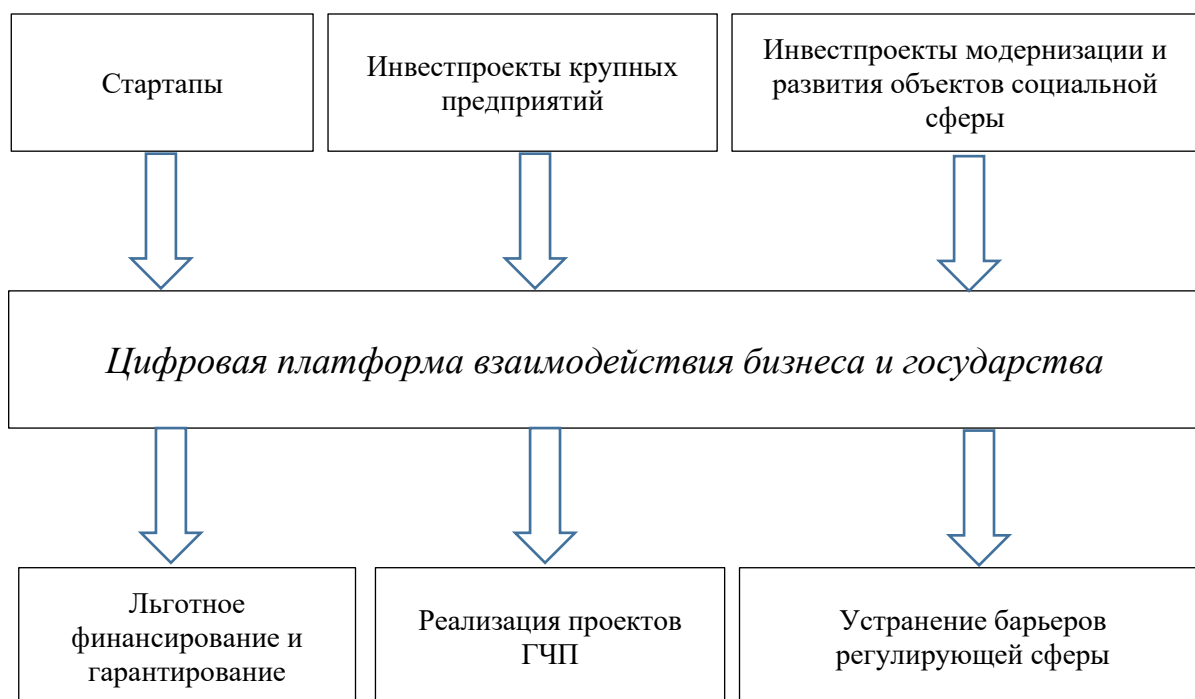 Стартапы
Инвестпроекты крупных
предприятий
Инвестпроекты модернизации и
развития объектов социальной
сферы
Цифровая платформа взаимодействия бизнеса и государства
Льготное
финансирование и
гарантирование
Реализация проектов
ГЧП
Устранение барьеров
регулирующей сферы